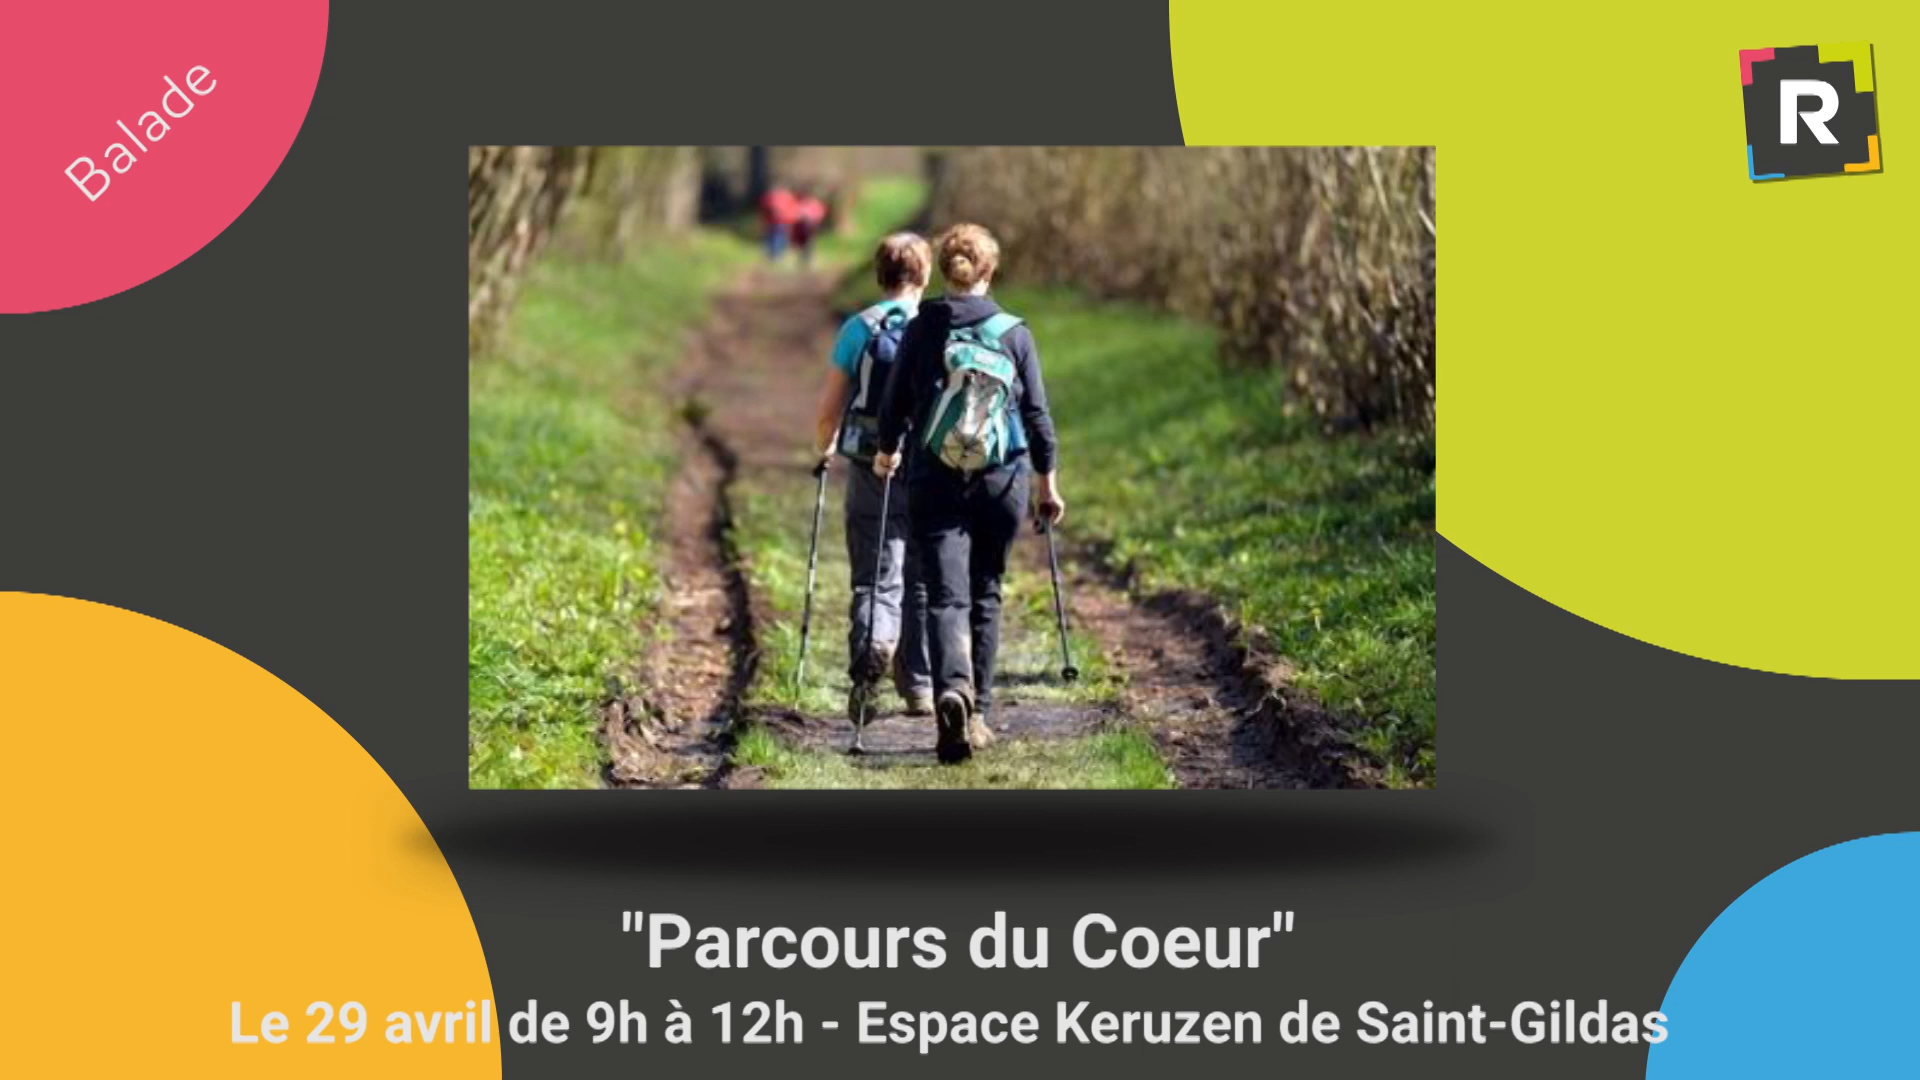 Balade
R
"Parcours du Coeur"
Le 29 avril de 9h à 12h - Espace Keruzen de Saint-Gildas